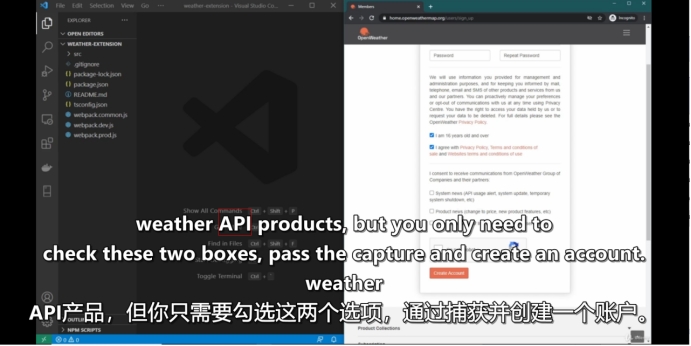 File Edit Selection View Go ··· weather-extension - Visual Studio Co...
EXPLORER
OPEN EDITORS
WEATHER-EXTENSION
src
.gitignore
package-lock.json
package.json
README.md
tsconfig.json
webpack.common.js
webpack.dev.js
webpack.prod.js
Show All Commands Ctrl + Shift + P
Find in Files Ctrl + Shift + F
Toggle Terminal Ctrl +
OUTLINE
NPM SCRIPTS
0 0
Members
home.openweathermap.org/users/sign_up
Incognito
OpenWeather
Password
Repeat Password
We will use information you provided for management and
administration purposes, and for keeping you informed by mail,
telephone, email and SMS of other products and services from us
and our partners. You can proactively manage your preferences
or opt-out of communications with us at any time using Privacy
Centre. You have the right to access your data held by us or to
request your data to be deleted. For full details please see the
OpenWeather Privacy Policy.
I am 16 years old and over
I agree with Privacy Policy, Terms and conditions of
sale and Websites terms and conditions of use.
I consent to receive communications from OpenWeather Group of
Companies and their partners:
System news (API usage alert, system update, temporary
system shutdown, etc)
Product news (change to price, new product features, etc)
Create Account
Product Collections
weather API products, but you only need to
check these two boxes, pass the capture and create an account.
weather
API产品，但你只需要勾选这两个选项，通过捕获并创建一个账户。